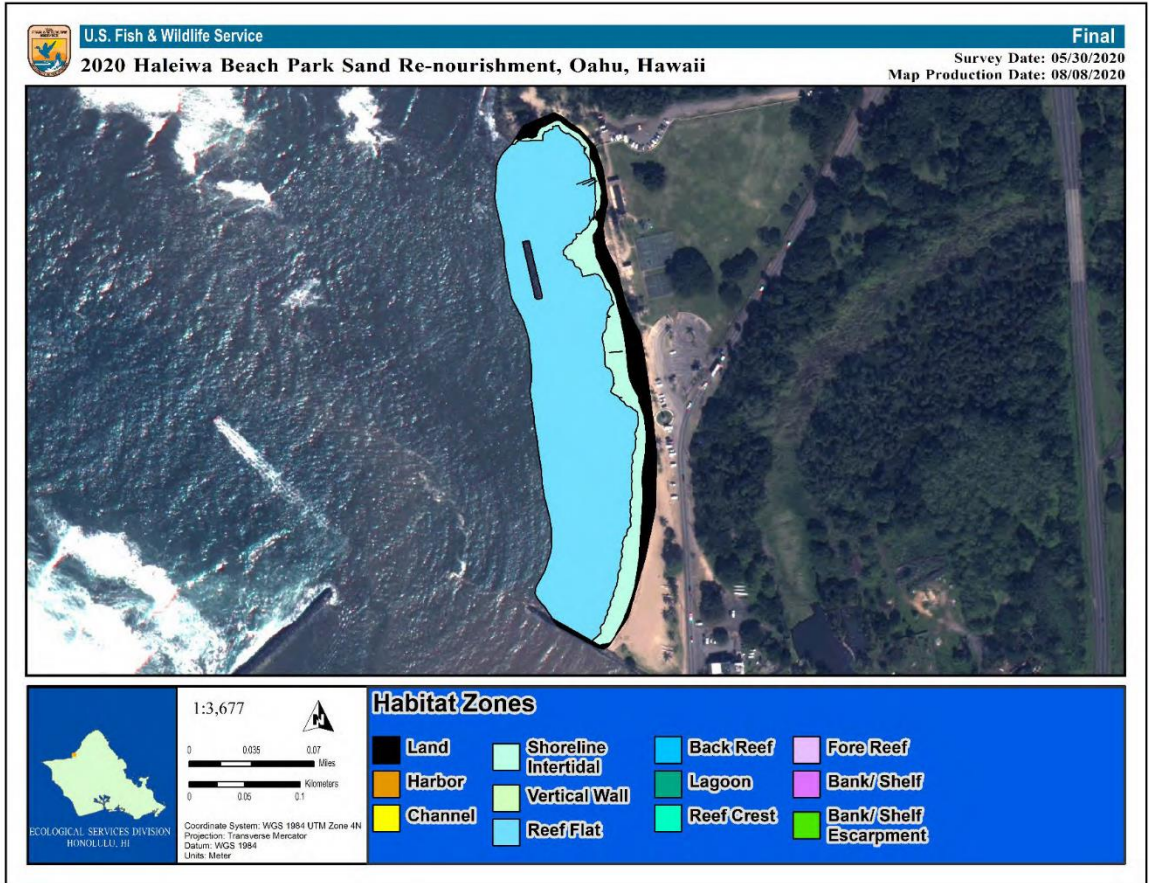 U.S. Fish & Wildlife Service
Final
2020 Haleiwa Beach Park Sand Re-nourishment, Oahu, Hawaii
Survey Date: 05/30/2020
Map Production Date: 08/08/2020
ECOLOGICAL SERVICES DIVISION
HONOLULU, HI
1:3,677
N
0 0.035 0.07
Miles
Kilometers
0 0.05 0.1
Coordinate System: WGS 1984 UTM Zone 4N
Projection: Transverse Mercator
Datum: WGS 1984
Units: Meter
Habitat Zones
Land
Harbor
Channel
Shoreline
Intertidal
Vertical Wall
Reef Flat
Back Reef
Lagoon
Reef Crest
Fore Reef
Bank/ Shelf
Bank/ Shelf
Escarpment